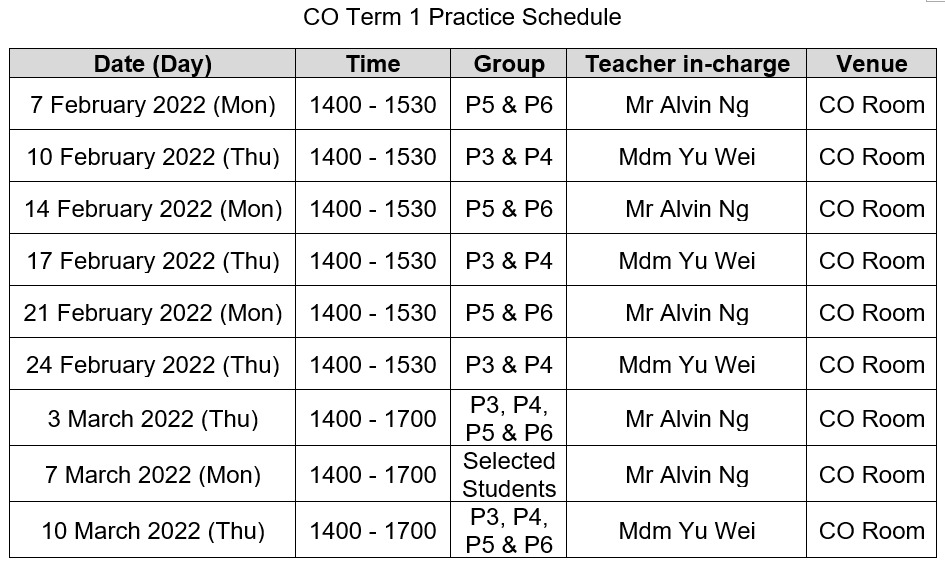 CO Term 1 Practice Schedule
Date (Day) Time Group Teacher in-charge Venue
7 February 2022 (Mon) 1400 - 1530 P5 & P6 Mr Alvin Ng CO Room
10 February 2022 (Thu) 1400 - 1530 P3 & P4 Mdm Yu Wei CO Room
14 February 2022 (Mon) 1400 - 1530 P5 & P6 Mr Alvin Ng CO Room
17 February 2022 (Thu) 1400 - 1530 P3 & P4 Mdm Yu Wei CO Room
21 February 2022 (Mon) 1400 - 1530 P5 & P6 Mr Alvin Ng CO Room
24 February 2022 (Thu) 1400 - 1530 P3 & P4 Mdm Yu Wei CO Room
3 March 2022 (Thu) 1400 - 1700 P3, P4,
P5 & P6 Mr Alvin Ng CO Room
7 March 2022 (Mon) 1400 - 1700 Selected
Students Mr Alvin Ng CO Room
10 March 2022 (Thu) 1400 - 1700 P3, P4,
P5 & P6 Mdm Yu Wei CO Room